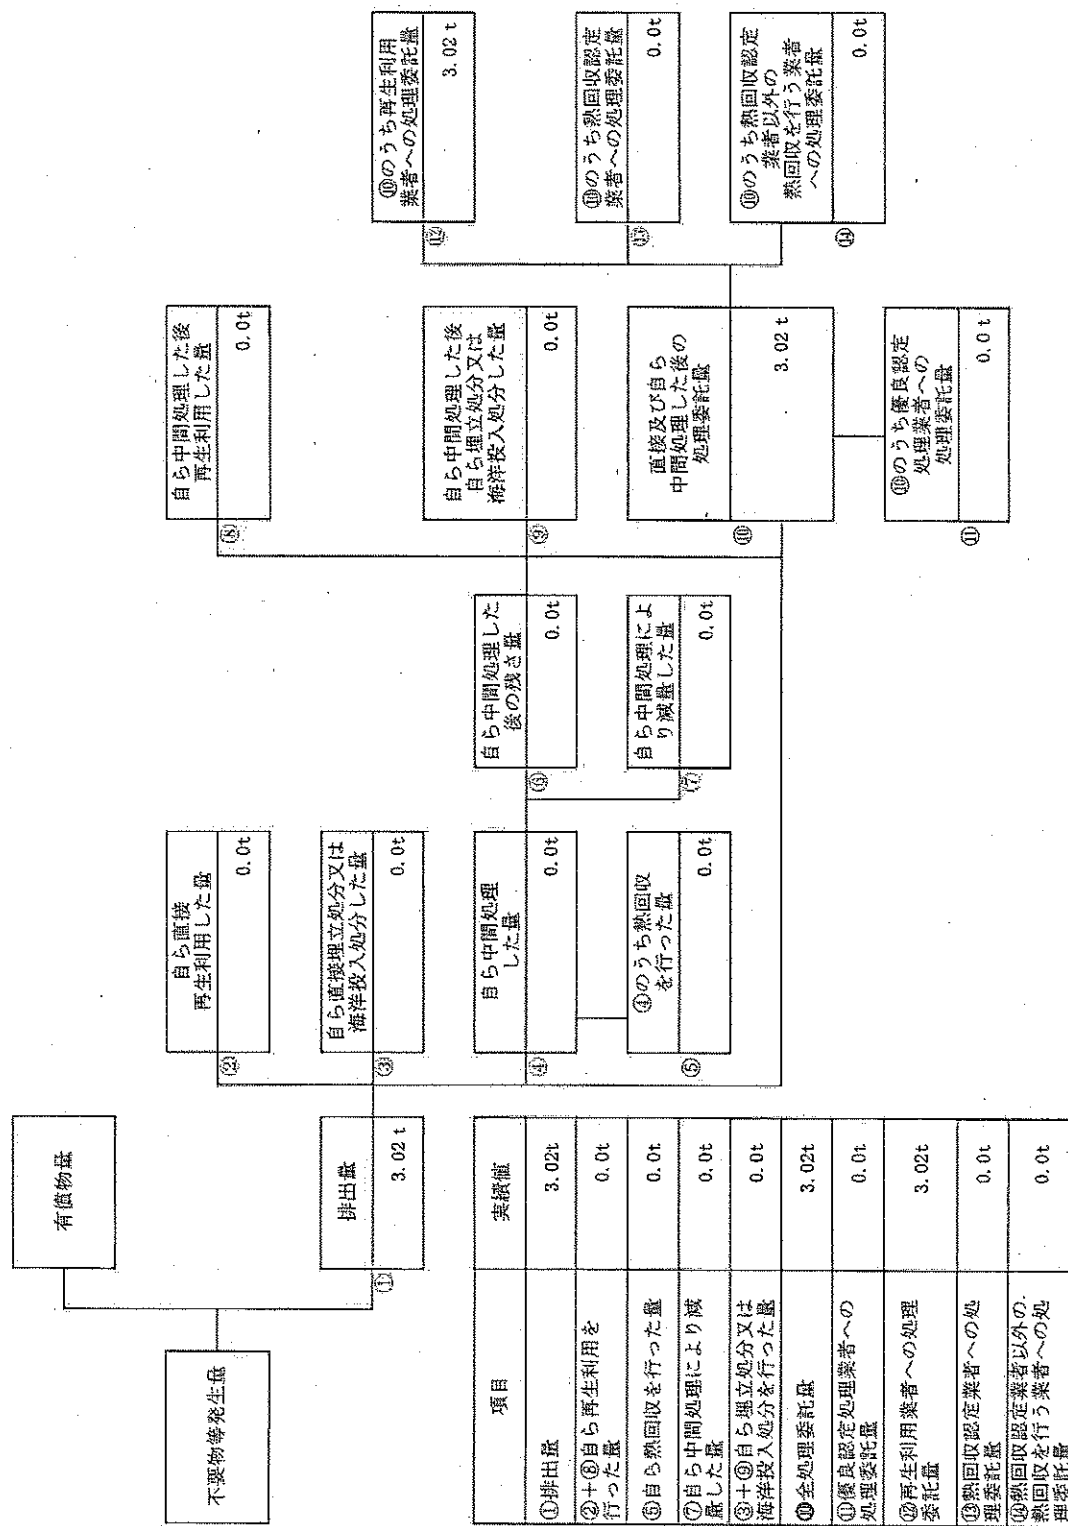 不要物等発生量
有償物量
①
排出量
3.02 t
②
自ら直接
再生利用した量
0.0t
③
自ら直接埋立処分又は
海洋投入処分した量
0.0t
④
自ら中間処理
した量
0.0t
⑤
④のうち熱回収
を行った量
0.0t
⑥
自ら中間処理した
後の残さ量
0.0t
⑦
自ら中間処理によ
り減量した量
0.0t
⑧
自ら中間処理した後
再生利用した量
0.0t
⑨
自ら中間処理した後
自ら埋立処分又は
海洋投入処分した量
0.0t
⑩
直接及び自ら
中間処理した後の
処理委託量
3.02 t
⑪
⑩のうち優良認定
処理業者への
処理委託量
0.0 t
⑫
⑩のうち再生利用
業者への処理委託量
3.02 t
⑬
⑩のうち熱回収認定
業者への処理委託量
0.0t
⑭
⑩のうち熱回収認定
業者以外の
熱回収を行う業者
への処理委託量
0.0t
項目
実績値
①排出量
3.02t
②+⑧自ら再生利用を
行った量
0.0t
⑤自ら熱回収を行った量
0.0t
⑦自ら中間処理により減
量した量
0.0t
③+⑨自ら埋立処分又は
海洋投入処分を行った量
0.0t
⑩全処理委託量
3.02t
⑪優良認定処理業者への
処理委託量
0.0t
⑫再生利用業者への処理
委託量
3.02t
⑬熱回収認定業者への処
理委託量
0.0t
⑭熱回収認定業者以外の
熱回収を行う業者への処
理委託量
0.0t